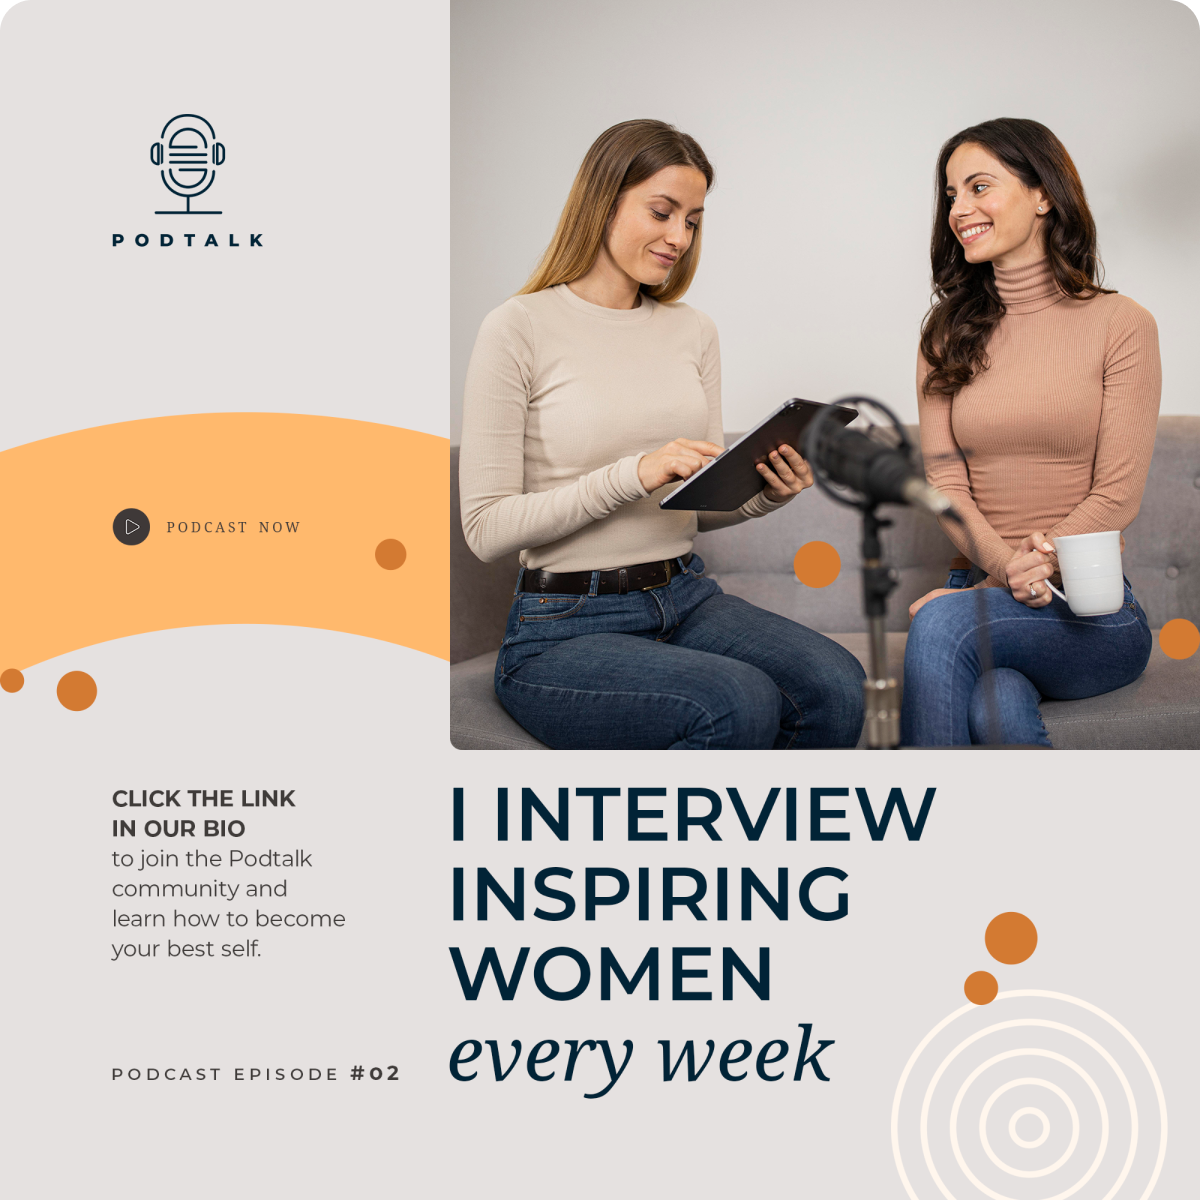 PODTALK
PODCAST NOW
CLICK THE LINK
IN OUR BIO
to join the Podtalk
community and
learn how to become
your best self.
PODCAST EPISODE #02
I INTERVIEW
INSPIRING
WOMEN
every week